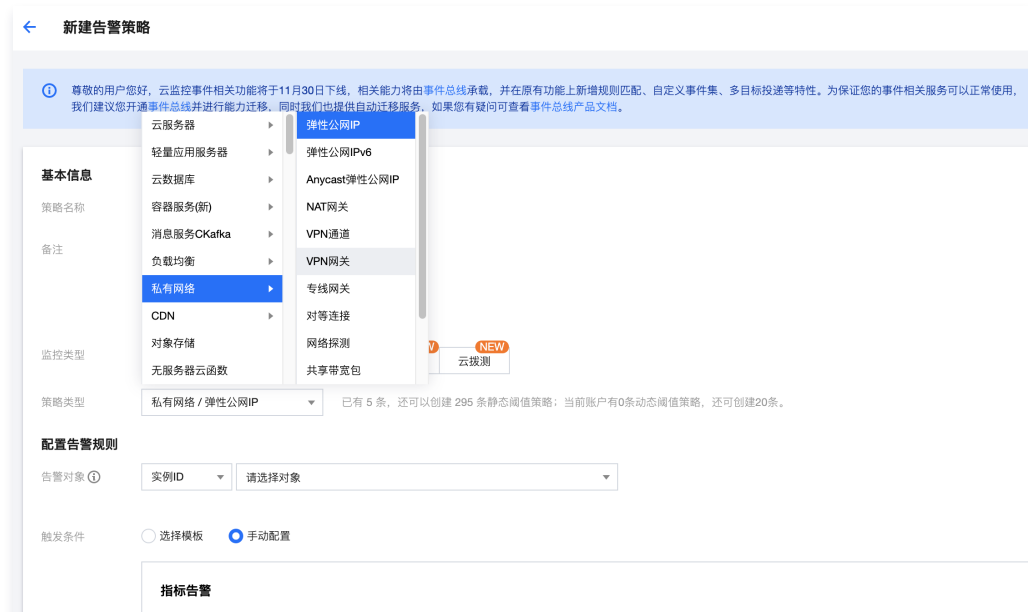 新建告警策略
尊敬的用户您好，云监控事件相关功能将于11月30日下线，相关能力将由事件总线承载，并在原有功能上新增规则匹配、自定义事件集、多目标投递等特性。为保证您的事件相关服务可以正常使用，
我们建议您开通事件总线并进行能力迁移，同时我们也提供自动迁移服务，如果您有疑问可查看事件总线产品文档。
云服务器
轻量应用服务器
云数据库
容器服务(新)
消息服务CKafka
负载均衡
私有网络
CDN
对象存储
无服务器云函数
弹性公网IP
弹性公网IPv6
Anycast弹性公网IP
NAT网关
VPN通道
VPN网关
专线网关
对等连接
网络探测
共享带宽包
基本信息
策略名称
备注
监控类型
NEW
云拨测
策略类型
私有网络 / 弹性公网IP
已有 5 条，还可以创建 295 条静态阈值策略；当前账户有0条动态阈值策略，还可创建20条。
配置告警规则
告警对象
实例ID
请选择对象
触发条件
选择模板
手动配置
指标告警